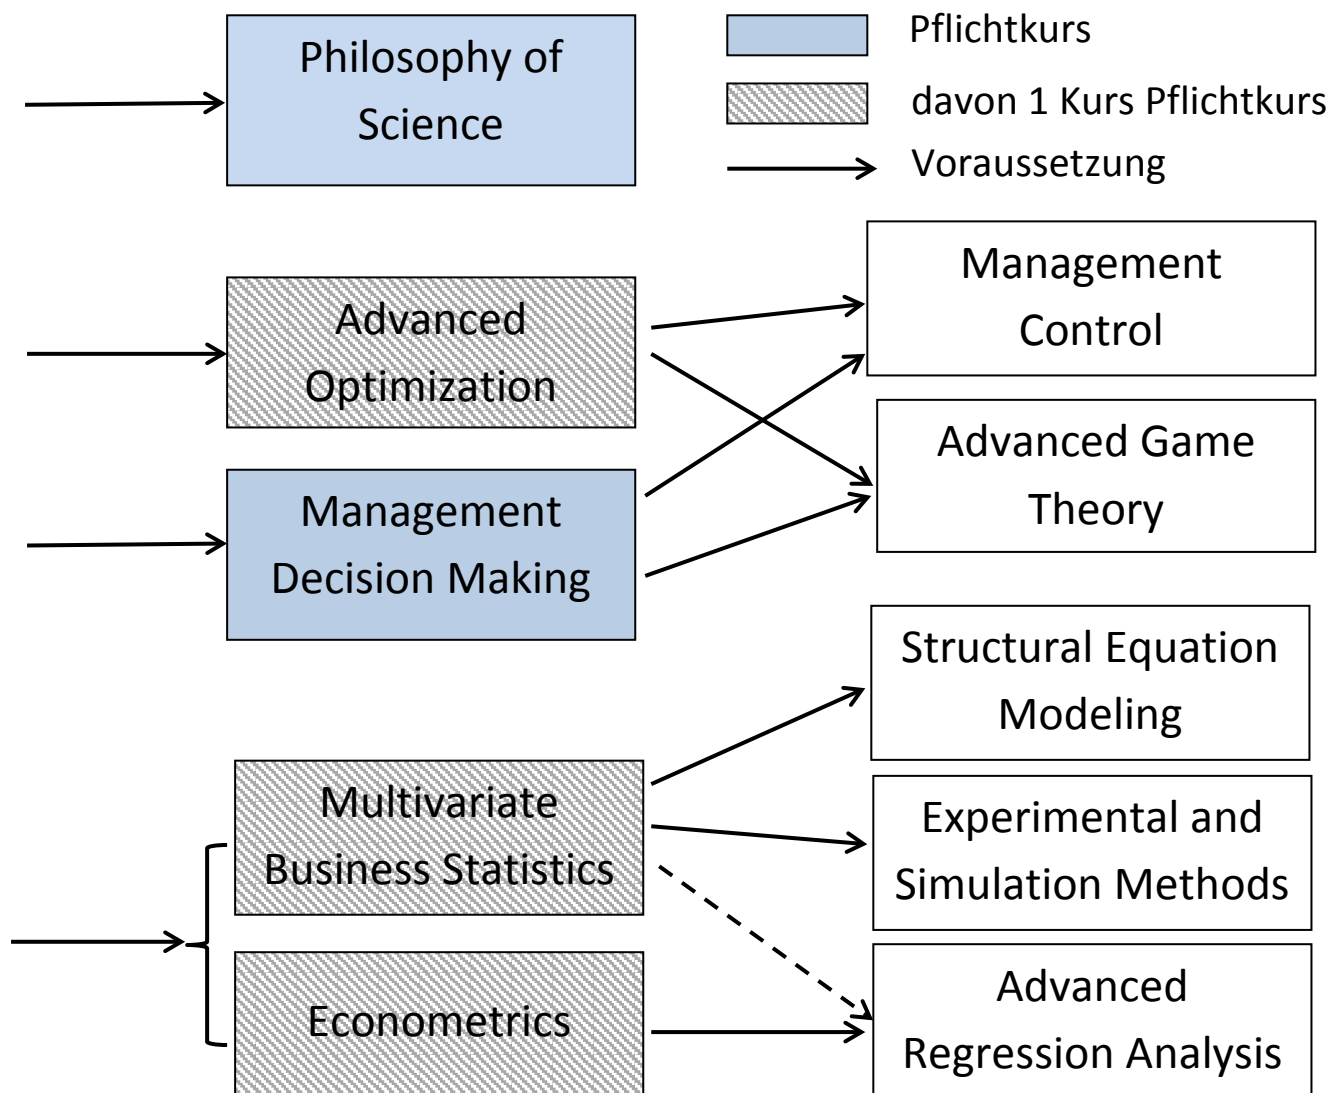 Philosophy of
Science
Pflichtkurs
davon 1 Kurs Pflichtkurs
Voraussetzung
Advanced
Optimization
Management
Control
Management
Decision Making
Advanced Game
Theory
Multivariate
Business Statistics
Structural Equation
Modeling
Experimental and
Simulation Methods
Econometrics
Advanced
Regression Analysis